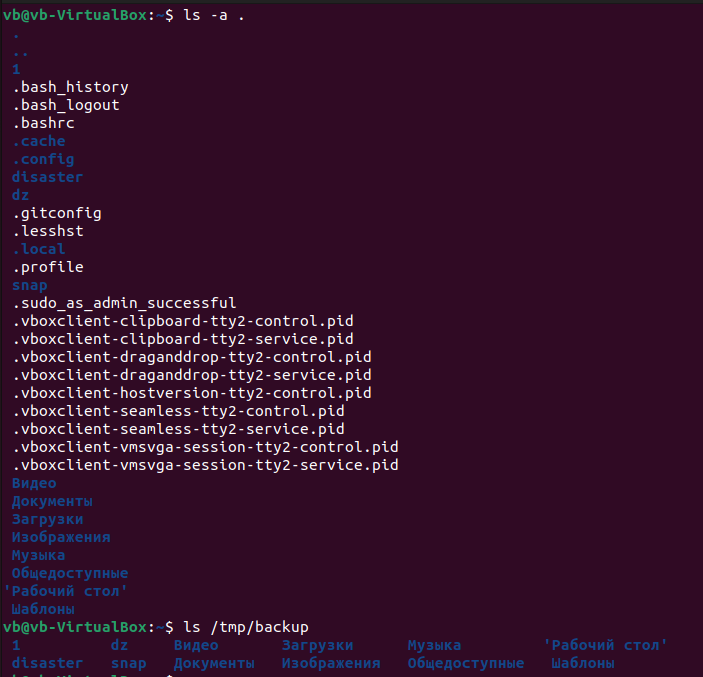 vb@vb-VirtualBox:~$ ls -a .
.
..
1
.bash_history
.bash_logout
.bashrc
.cache
.config
disaster
dz
.gitconfig
.lesshst
.local
.profile
snap
.sudo_as_admin_successful
.vboxclient-clipboard-tty2-control.pid
.vboxclient-clipboard-tty2-service.pid
.vboxclient-draganddrop-tty2-control.pid
.vboxclient-draganddrop-tty2-service.pid
.vboxclient-hostversion-tty2-control.pid
.vboxclient-seamless-tty2-control.pid
.vboxclient-seamless-tty2-service.pid
.vboxclient-vmsvga-session-tty2-control.pid
.vboxclient-vmsvga-session-tty2-service.pid
Видео
Документы
Загрузки
Изображения
Музыка
Общедоступные
'Рабочий стол'
Шаблоны
vb@vb-VirtualBox:~$ ls /tmp/backup
1 dz Видео Загрузки Музыка 'Рабочий стол'
disaster snap Документы Изображения Общедоступные Шаблоны